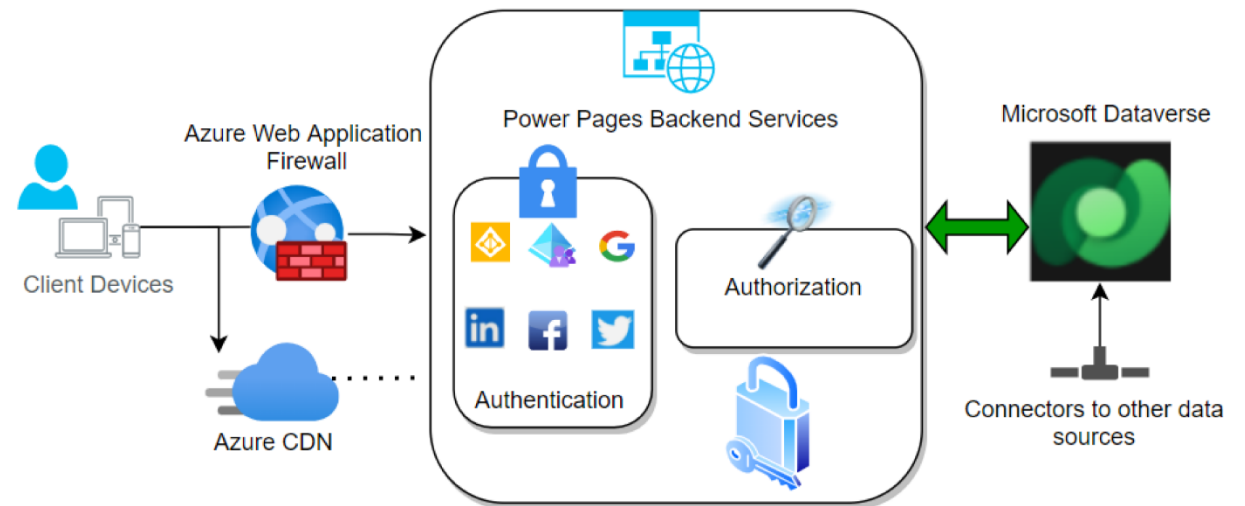 Power Pages Backend Services
Microsoft Dataverse
Azure Web Application
Firewall
Client Devices
Authorization
in
f
Authentication
Azure CDN
Connectors to other data
sources